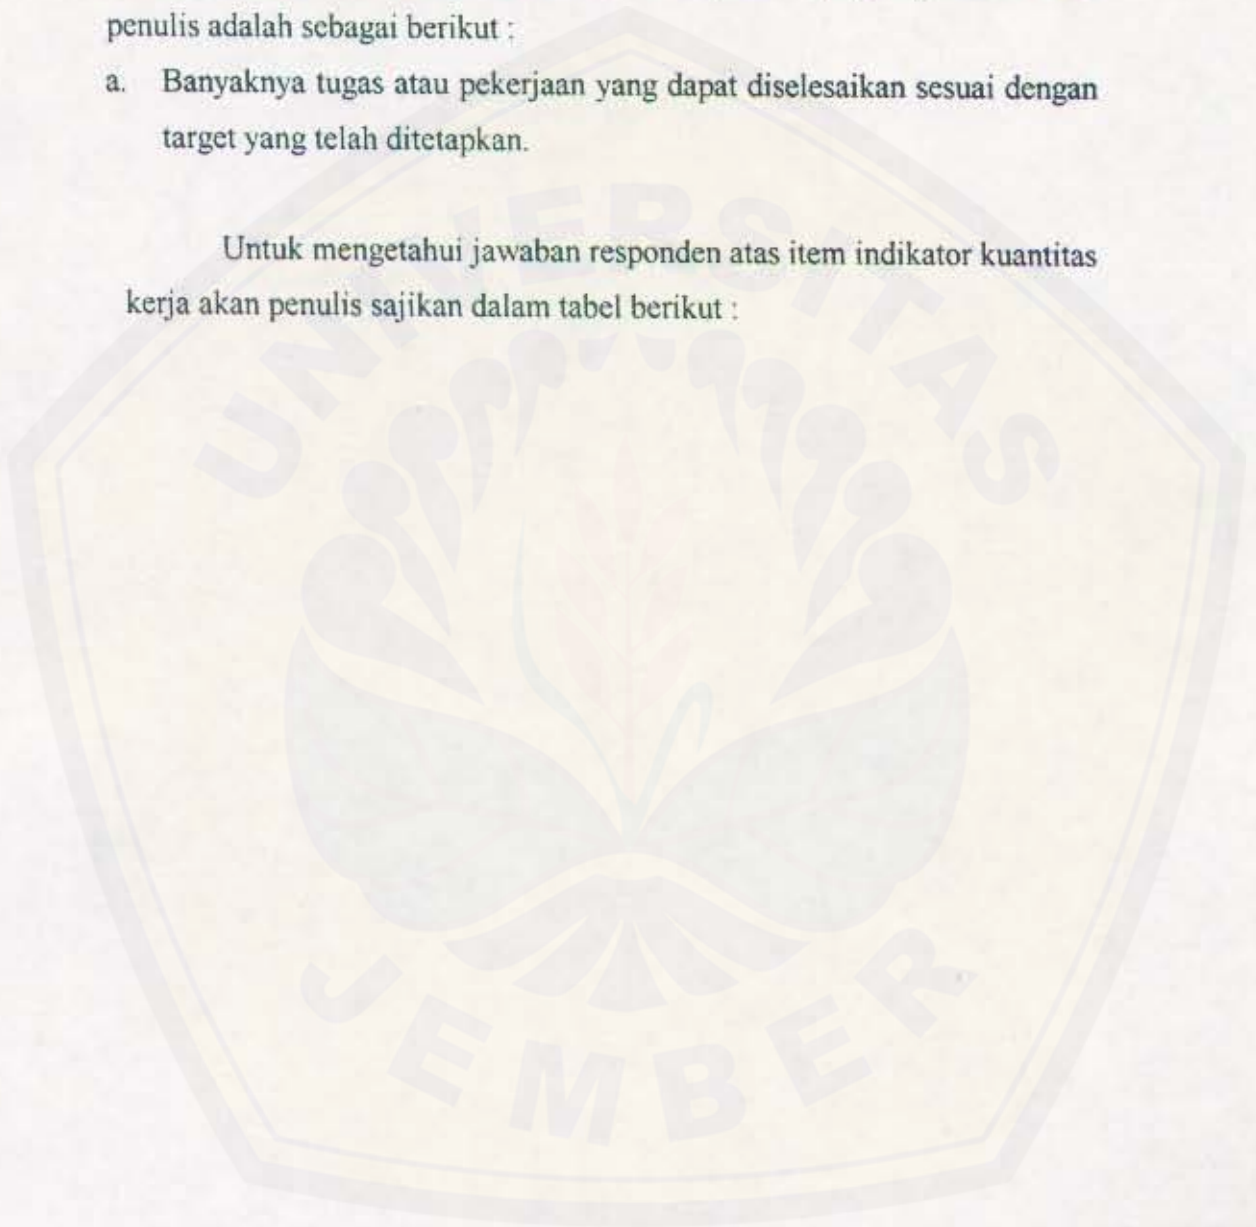 penulis adalah sebagai berikut :
a. Banyaknya tugas atau pekerjaan yang dapat diselesaikan sesuai dengan
target yang telah ditetapkan.
Untuk mengetahui jawaban responden atas item indikator kuantitas
kerja akan penulis sajikan dalam tabel berikut :
UNIVERSITAS
JEMBER